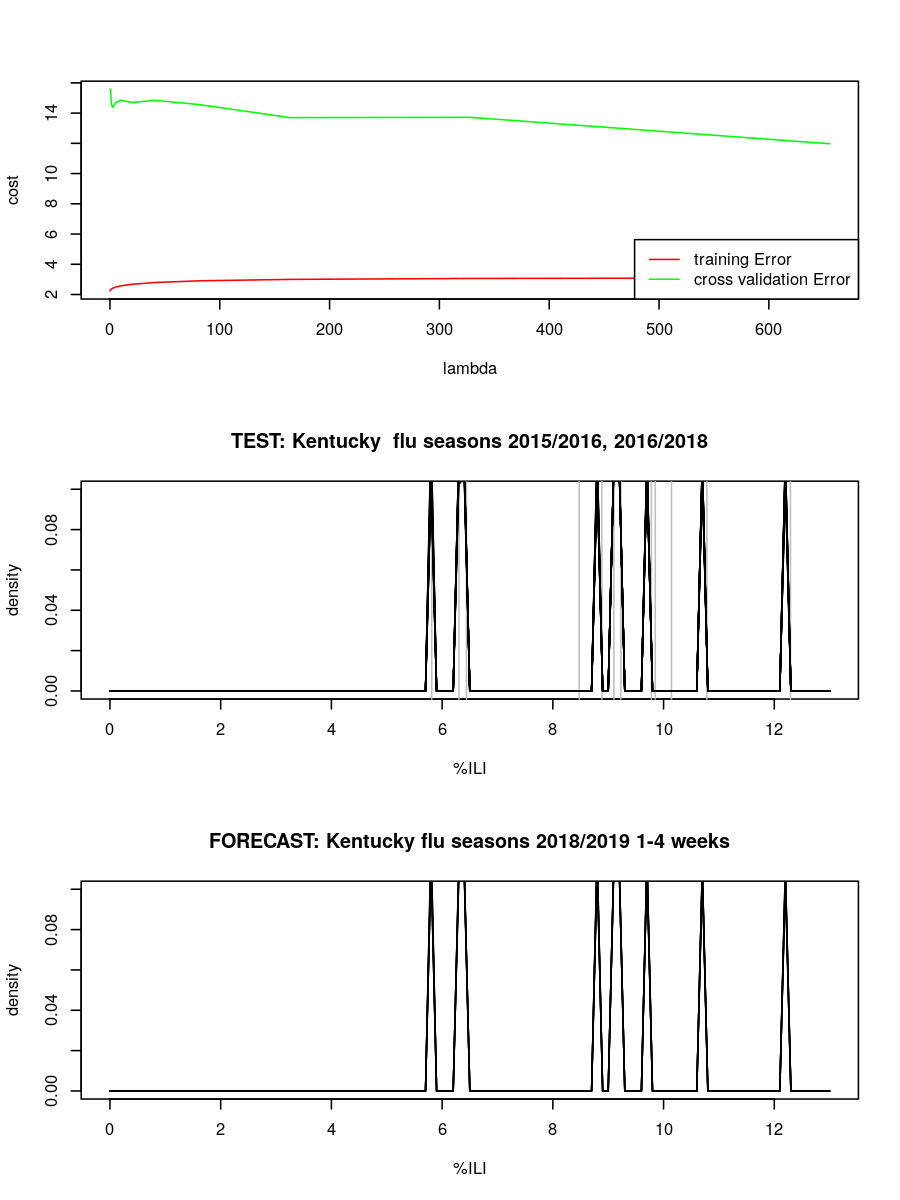 cost
14
10
8
6
4
2
training Error
cross validation Error
0 100 200 300 400 500 600
lambda
TEST: Kentucky  flu seasons 2015/2016, 2016/2018
density
0.08
0.04
0.00
0 2 4 6 8 10 12
%ILI
FORECAST: Kentucky flu seasons 2018/2019 1-4 weeks
density
0.08
0.04
0.00
0 2 4 6 8 10 12
%ILI